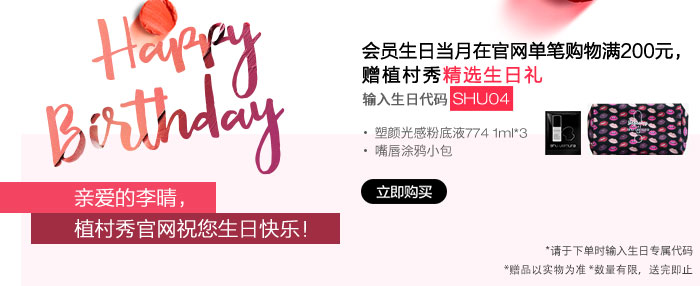 Happy
Birthday
亲爱的李晴，
植村秀官网祝您生日快乐！
会员生日当月在官网单笔购物满200元，
赠植村秀精选生日礼
输入生日代码 SHU04
• 塑颜光感粉底液774 1ml*3
• 嘴唇涂鸦小包
shu uemura
立即购买
*请于下单时输入生日专属代码
*赠品以实物为准 *数量有限，送完即止